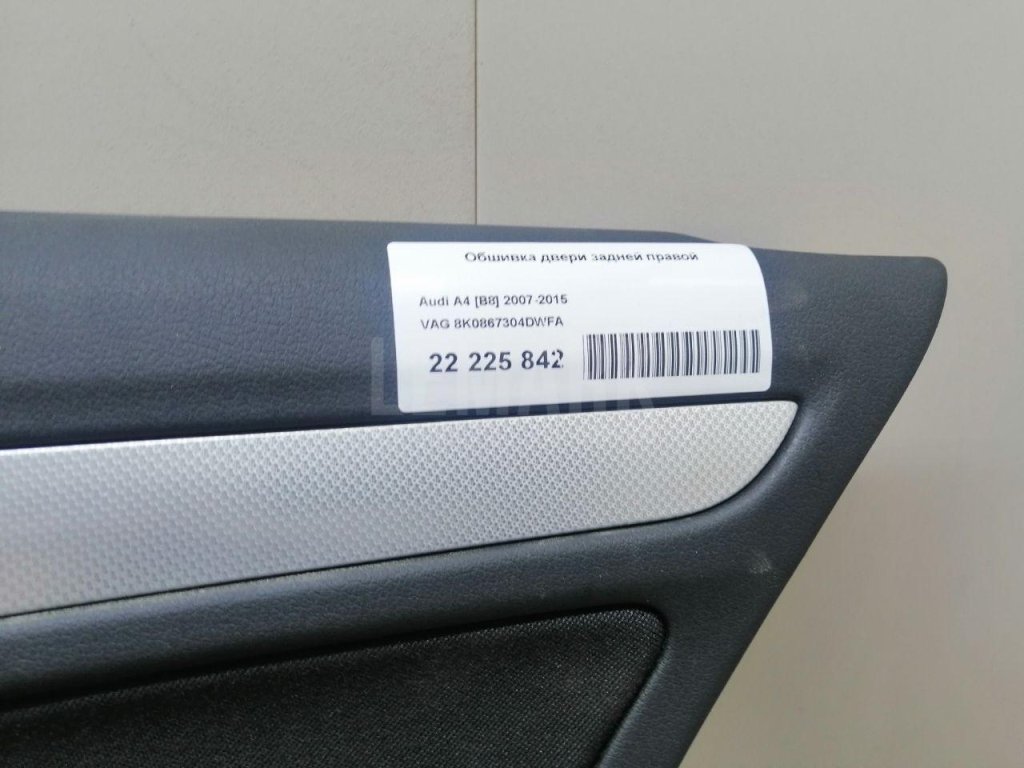 Обшивка двери задней правой
Audi A4 [B8] 2007-2015
VAG 8K0867304DWFA
22 225 842